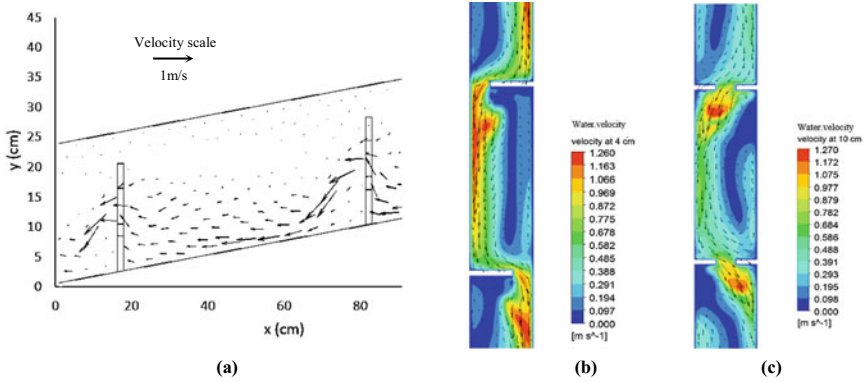 45
40
35
30
25
20
15
10
5
0
y (cm)
Velocity scale
1m/s
0 20 40 60 80
x (cm)
(a)
Water.velocity
velocity at 4 cm
1.260
1.163
1.066
0.969
0.872
0.775
0.678
0.582
0.485
0.388
0.291
0.194
0.097
0.000
[m s^-1]
(b)
Water.velocity
velocity at 10 cm
1.270
1.172
1.075
0.977
0.879
0.782
0.684
0.586
0.488
0.391
0.293
0.195
0.098
0.000
[m s^-1]
(c)